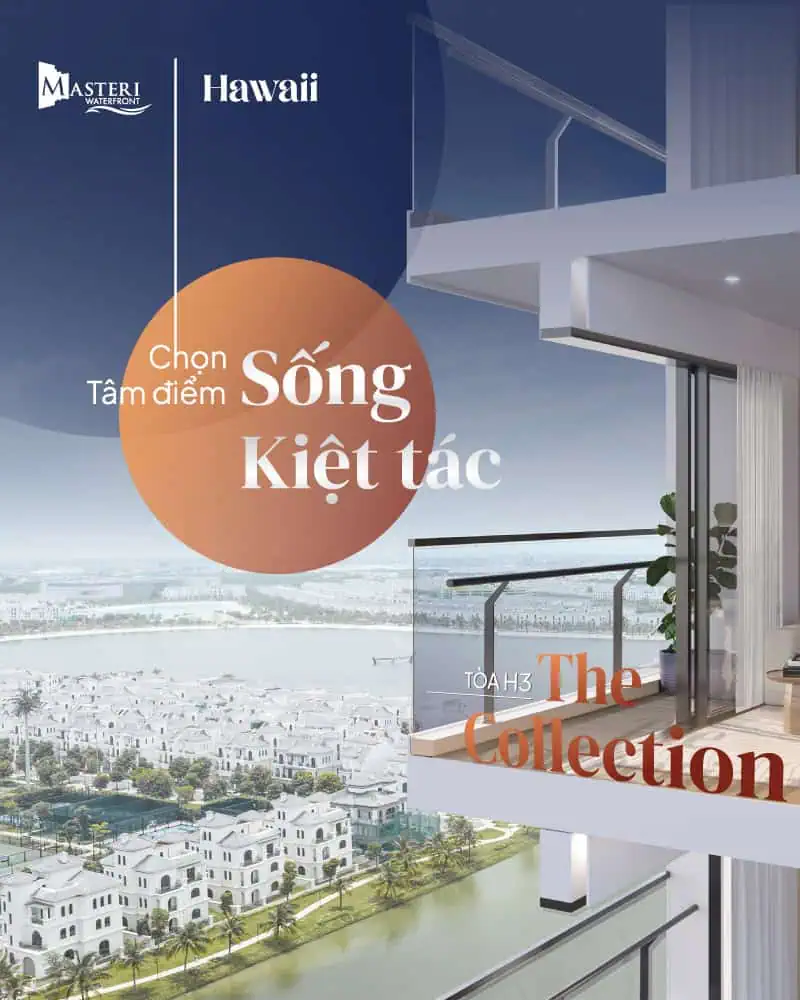 MASTERI
WATERFRONT
Hawaii
Chọn
Tâm điểm
Sống
Kiệt tác
TÒA H3
The
Collection